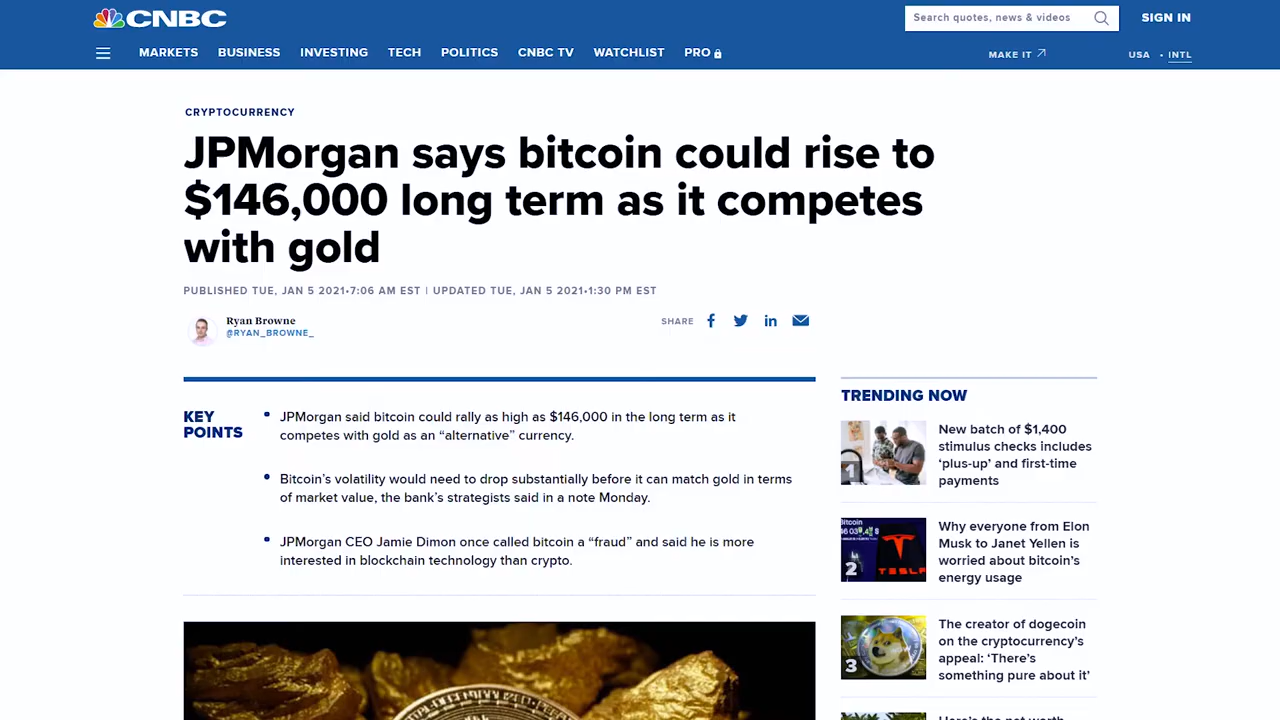 CNBC
Search quotes, news & videos
SIGN IN
MARKETS BUSINESS INVESTING TECH POLITICS CNBC TV WATCHLIST PRO
MAKE IT
USA • INTL
CRYPTOCURRENCY
JPMorgan says bitcoin could rise to
$146,000 long term as it competes
with gold
PUBLISHED TUE, JAN 5 2021•7:06 AM EST | UPDATED TUE, JAN 5 2021•1:30 PM EST
Ryan Browne
@RYAN_BROWNE_
SHARE
KEY
POINTS
• JPMorgan said bitcoin could rally as high as $146,000 in the long term as it
competes with gold as an “alternative” currency.
• Bitcoin’s volatility would need to drop substantially before it can match gold in terms
of market value, the bank’s strategists said in a note Monday.
• JPMorgan CEO Jamie Dimon once called bitcoin a “fraud” and said he is more
interested in blockchain technology than crypto.
TRENDING NOW
1
New batch of $1,400
stimulus checks includes
‘plus-up’ and first-time
payments
Bitcoin
TESLA
2
Why everyone from Elon
Musk to Janet Yellen is
worried about bitcoin’s
energy usage
3
The creator of dogecoin
on the cryptocurrency’s
appeal: ‘There’s
something pure about it’
Here’s the net worth